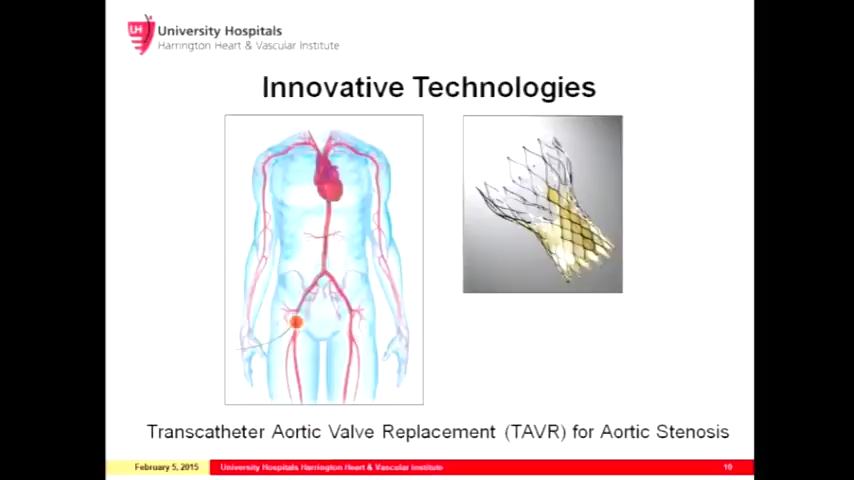 UH
University Hospitals
Harrington Heart & Vascular Institute
Innovative Technologies
Transcatheter Aortic Valve Replacement (TAVR) for Aortic Stenosis
February 5, 2015
University Hospitals Harrington Heart & Vascular Institute
10